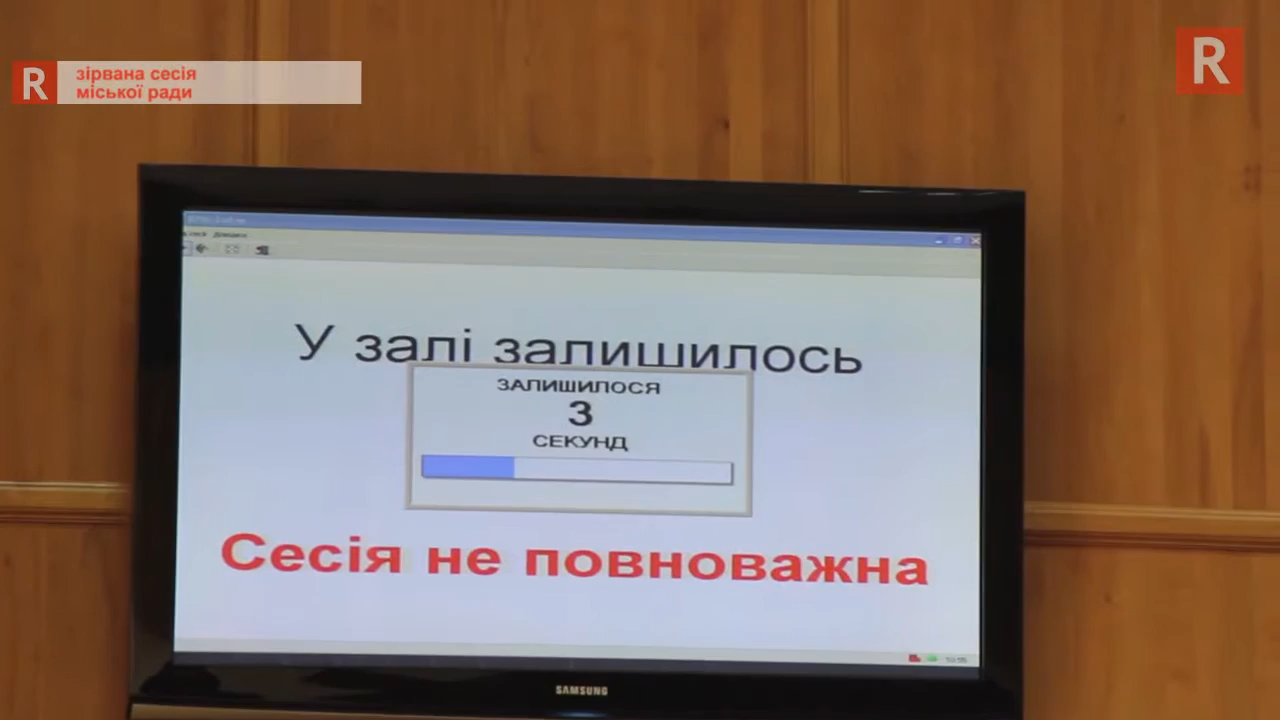 R
зірвана сесія
міської ради
R
У залі залишилось
ЗАЛИШИЛОСЯ
3
СЕКУНД
Сесія не повноважна
SAMSUNG